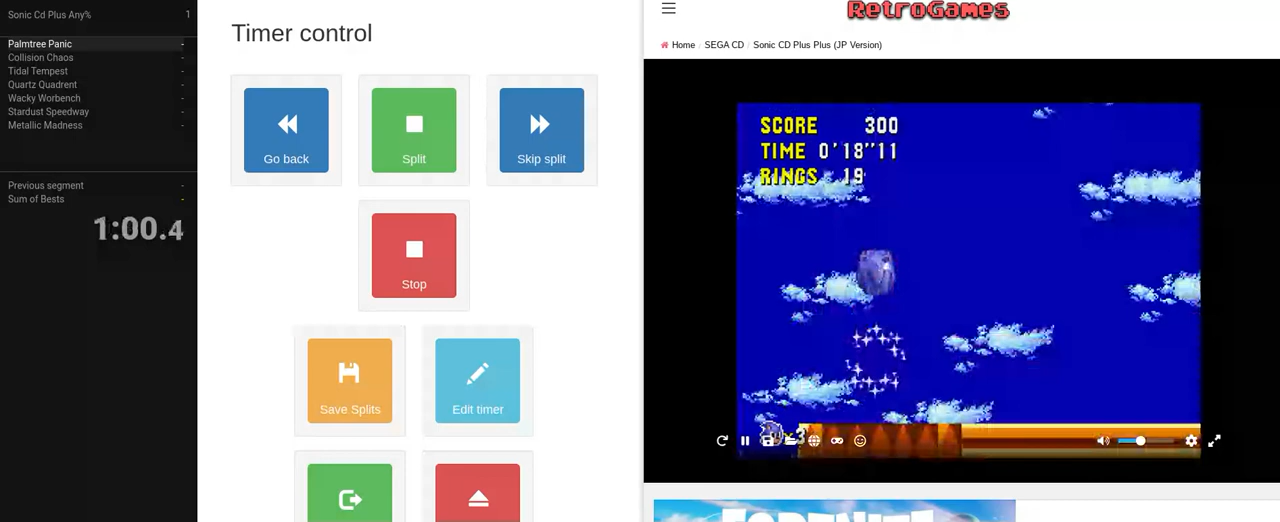 Sonic Cd Plus Any% 1
Palmtree Panic -
Collision Chaos -
Tidal Tempest -
Quartz Quadrent -
Wacky Worbench -
Stardust Speedway -
Metallic Madness -
Previous segment -
Sum of Bests -
1:00.4
Timer control
Go back
Split
Skip split
Stop
Save Splits
Edit timer
RetroGames
Home / SEGA CD / Sonic CD Plus Plus (JP Version)
SCORE 300
TIME 0'18"11
RINGS 19